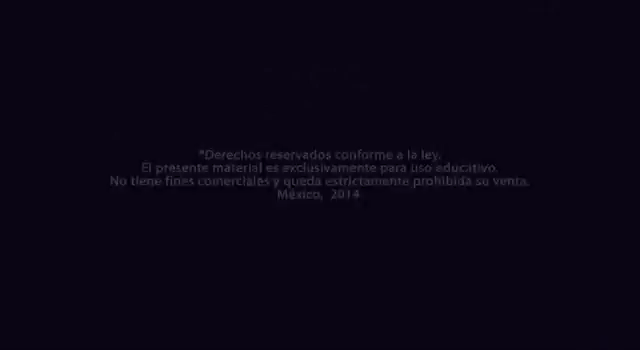 *Derechos reservados conforme a la ley.
El presente material es exclusivamente para uso educativo.
No tiene fines comerciales y queda estrictamente prohibida su venta.
México, 2014